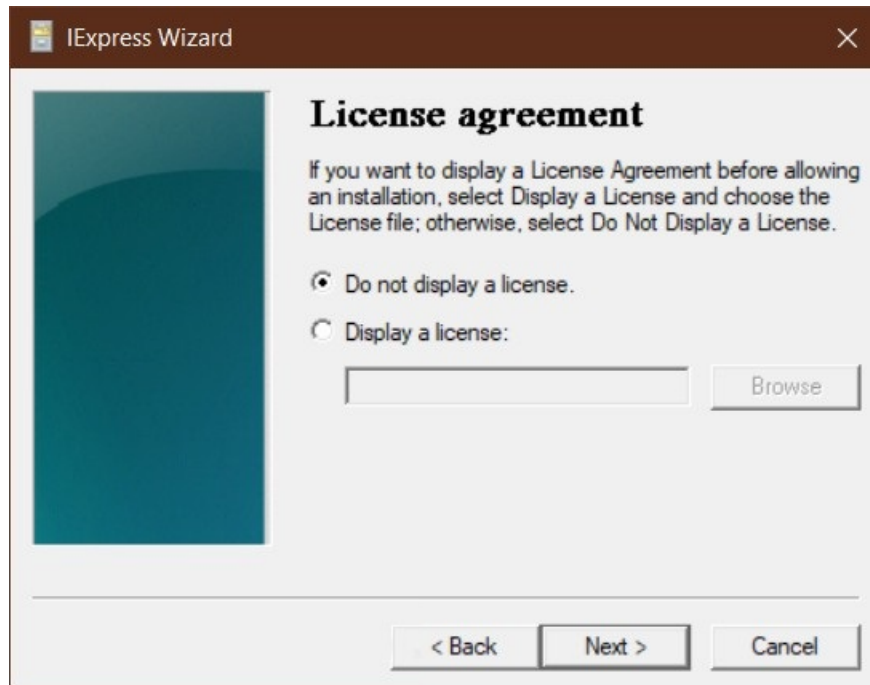 IExpress Wizard
License agreement
If you want to display a License Agreement before allowing
an installation, select Display a License and choose the
License file; otherwise, select Do Not Display a License.
Do not display a license.
Display a license:
Browse
< Back
Next >
Cancel